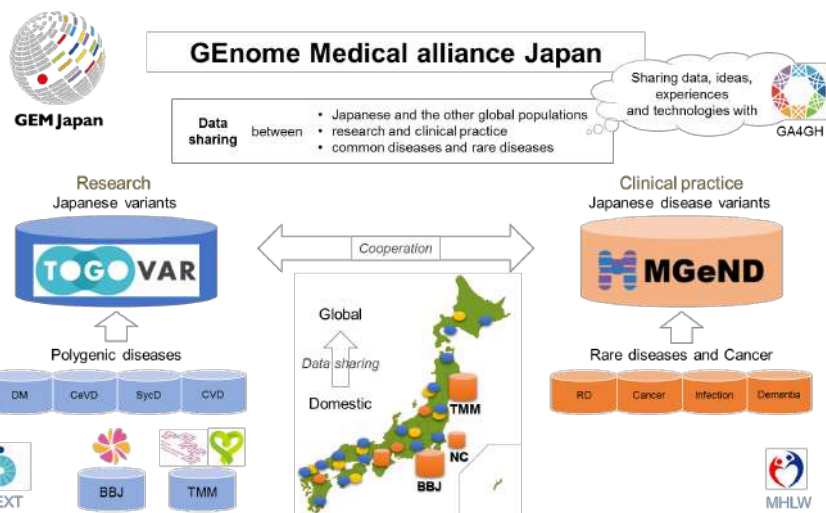 GEnome Medical alliance Japan
GEM Japan
Data sharing between
• Japanese and the other global populations
• research and clinical practice
• common diseases and rare diseases
Sharing data, ideas,
experiences
and technologies with
GA4GH
Research
Japanese variants
TOGOVAR
Clinical practice
Japanese disease variants
MGeND
Cooperation
Global
Data sharing
Domestic
TMM
NC
BBJ
Polygenic diseases
DM
CeVD
SycD
CVD
BBJ
TMM
Rare diseases and Cancer
RD
Cancer
Infection
Dementia
EXT
MHLW